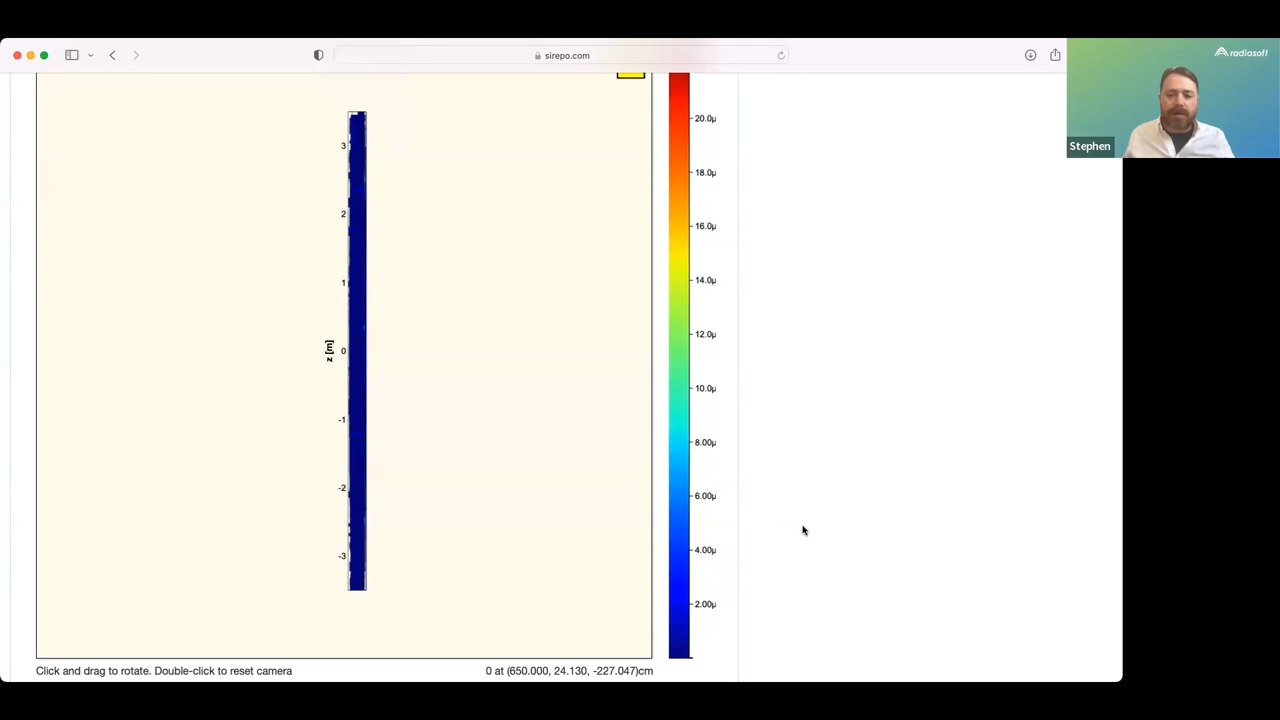 sirepo.com
radiasoft
Stephen
3
2
1
0
-1
-2
-3
z [m]
20.0µ
18.0µ
16.0µ
14.0µ
12.0µ
10.0µ
8.00µ
6.00µ
4.00µ
2.00µ
Click and drag to rotate. Double-click to reset camera
0 at (650.000, 24.130, -227.047)cm